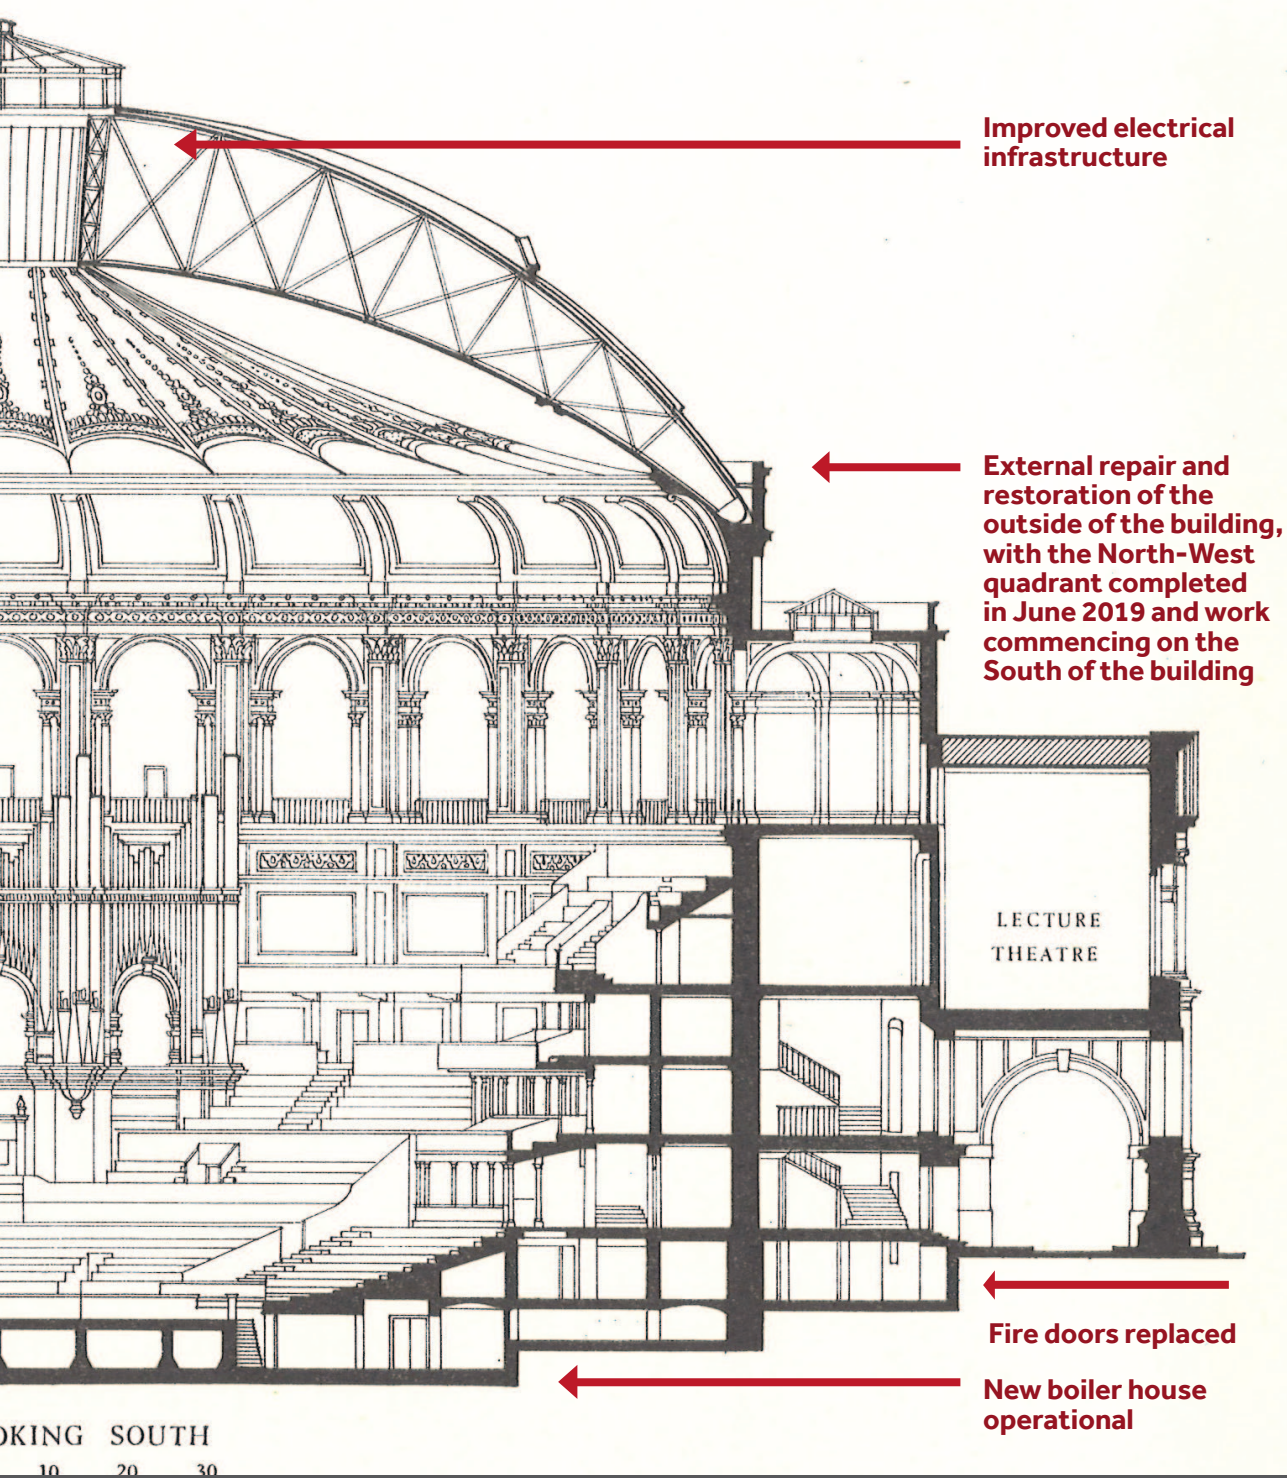 Improved electrical
infrastructure
External repair and
restoration of the
outside of the building,
with the North-West
quadrant completed
in June 2019 and work
commencing on the
South of the building
LECTURE
THEATRE
Fire doors replaced
New boiler house
operational
OKING SOUTH
10 20 30